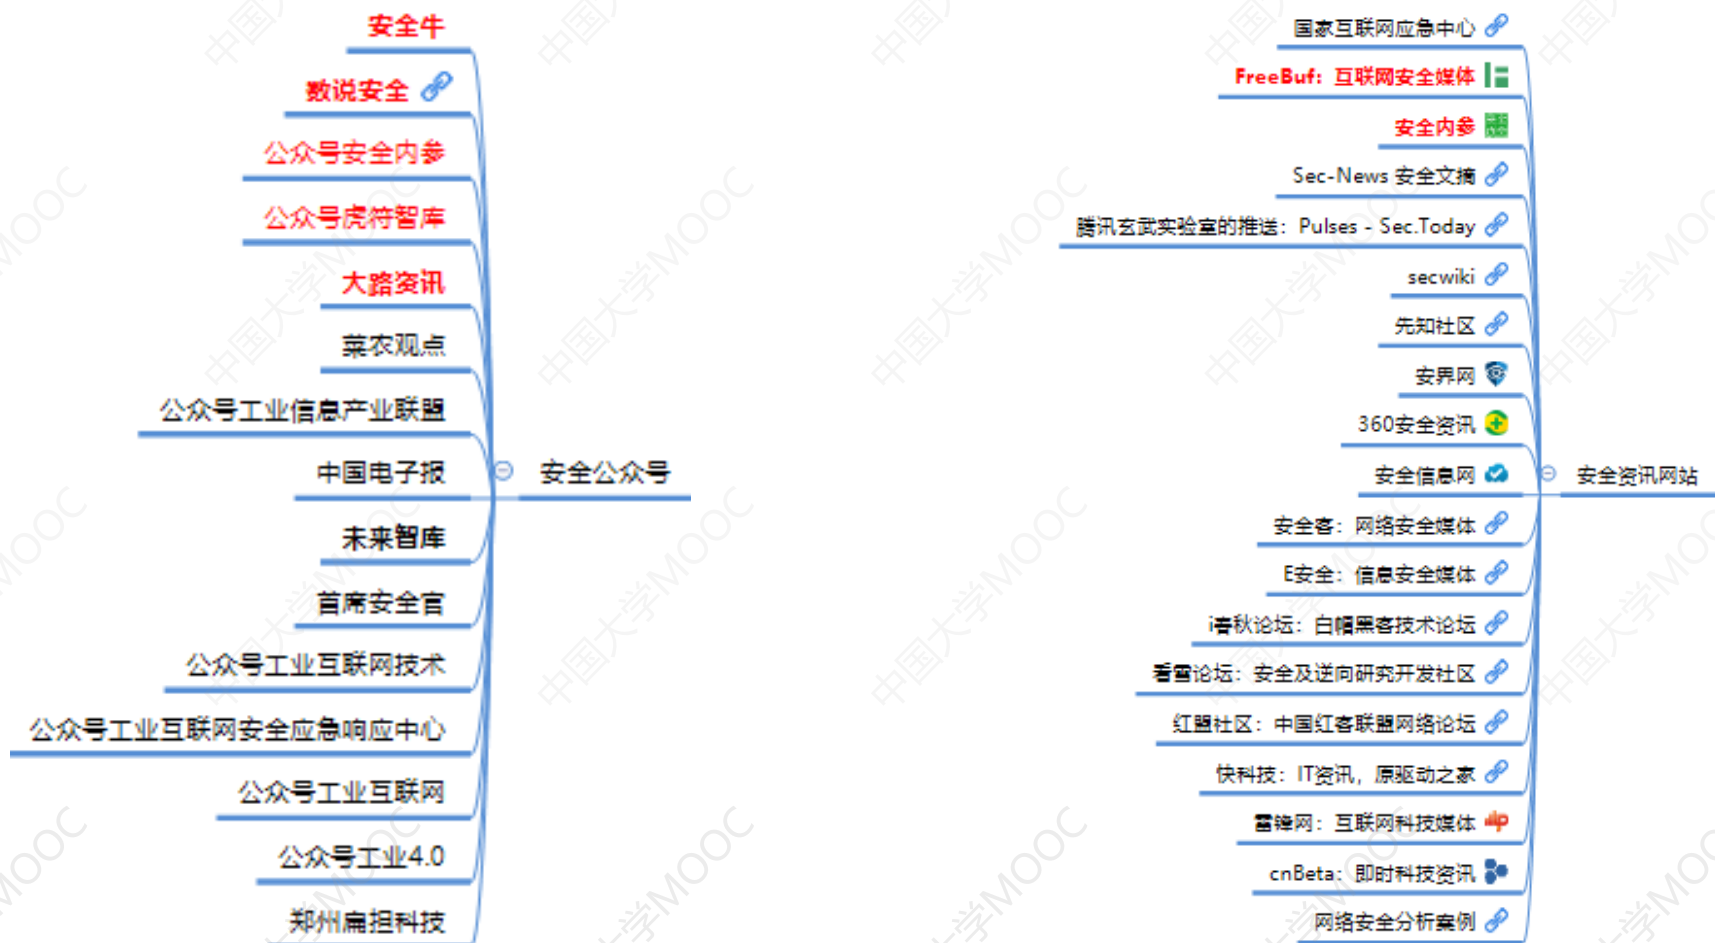 安全牛
数说安全
公众号安全内参
公众号虎符智库
大路资讯
菜农观点
公众号工业信息产业联盟
中国电子报
未来智库
首席安全官
公众号工业互联网技术
公众号工业互联网安全应急响应中心
公众号工业互联网
公众号工业4.0
郑州扁担科技
安全公众号
国家互联网应急中心
FreeBuf：互联网安全媒体
安全内参
Sec-News 安全文摘
腾讯玄武实验室的推送：Pulses - Sec.Today
secwiki
先知社区
安界网
360安全资讯
安全信息网
安全客：网络安全媒体
E安全：信息安全媒体
i春秋论坛：白帽黑客技术论坛
看雪论坛：安全及逆向研究开发社区
红盟社区：中国红客联盟网络论坛
快科技：IT资讯，原驱动之家
雷锋网：互联网科技媒体
cnBeta：即时科技资讯
网络安全分析案例
安全资讯网站
中国大学MOOC